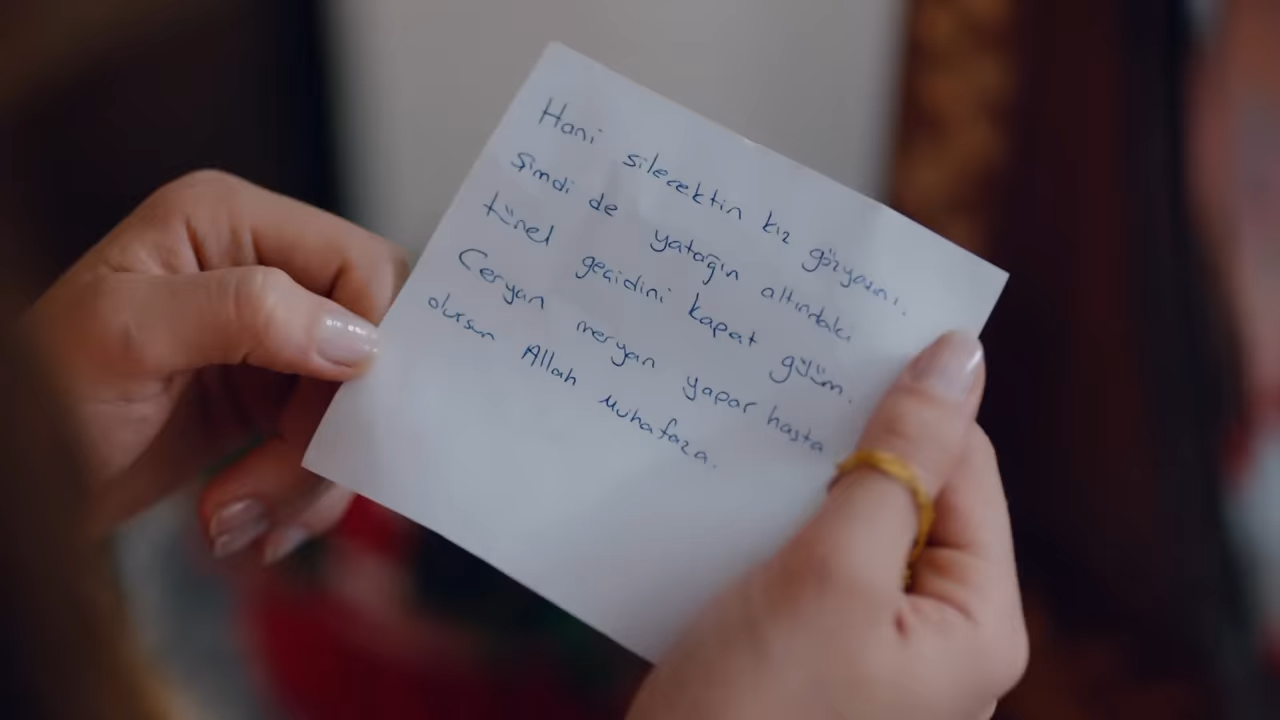 Hani silecektin kız gözyaşını.
Şimdi de yatağın altındaki
tünel geçidini kapat gülüm.
Ceryan meryan yapar hasta
olursun Allah Muhafaza.